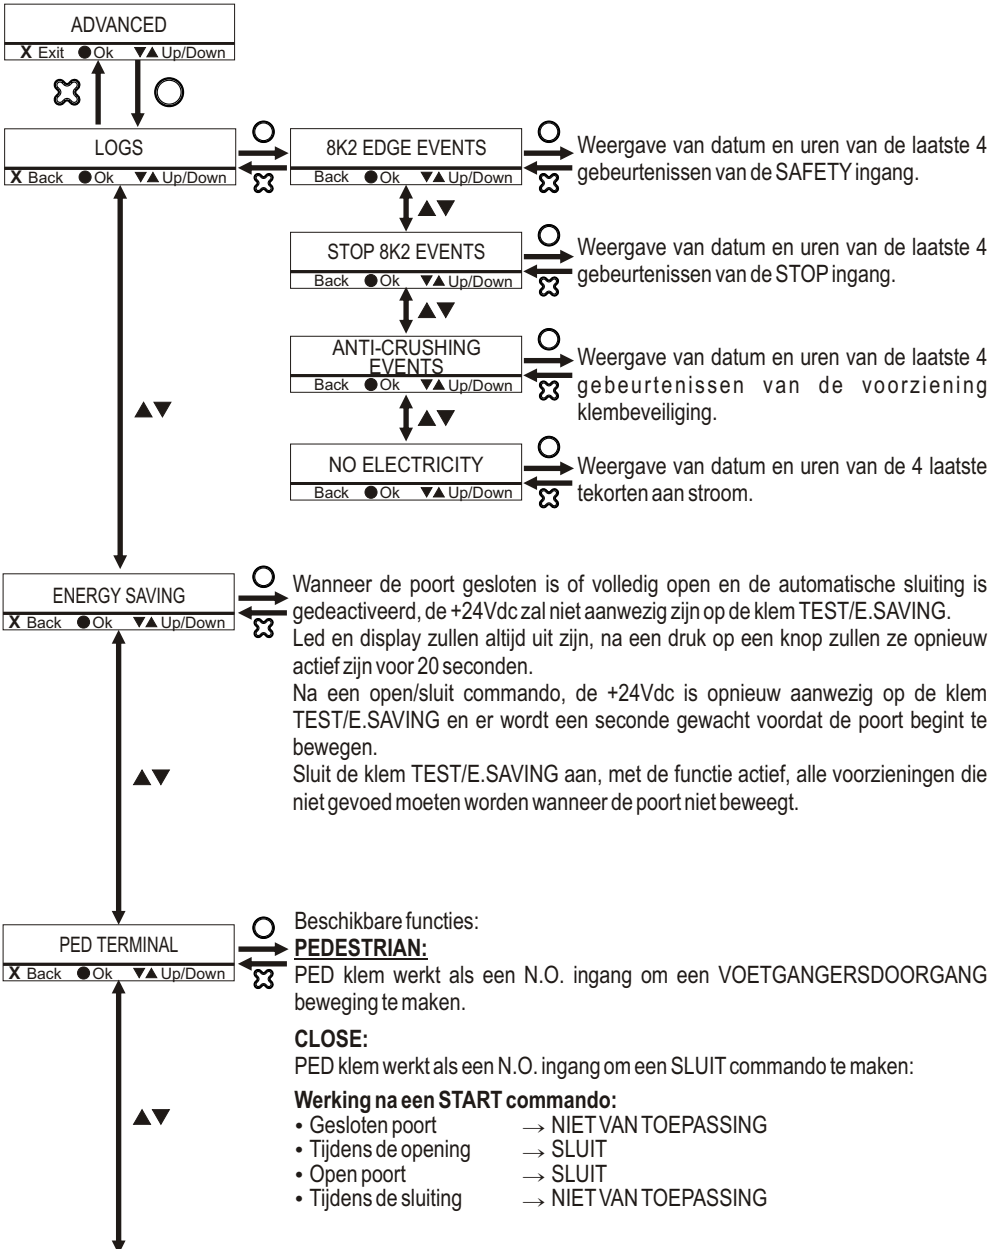 ADVANCED
X Exit ●Ok ▼▲Up/Down
LOGS
X Back ●Ok ▼▲Up/Down
8K2 EDGE EVENTS
Back ●Ok ▼▲Up/Down
Weergave van datum en uren van de laatste 4
gebeurtenissen van de SAFETY ingang.
▲▼
STOP 8K2 EVENTS
Back ●Ok ▼▲Up/Down
Weergave van datum en uren van de laatste 4
gebeurtenissen van de STOP ingang.
▲▼
ANTI-CRUSHING
EVENTS
Back ●Ok ▼▲Up/Down
Weergave van datum en uren van de laatste 4
gebeurtenissen van de voorziening
klembeveiliging.
▲▼
▲▼
NO ELECTRICITY
Back ●Ok ▼▲Up/Down
Weergave van datum en uren van de 4 laatste
tekorten aan stroom.
ENERGY SAVING
X Back ●Ok ▼▲Up/Down
Wanneer de poort gesloten is of volledig open en de automatische sluiting is
gedeactiveerd, de +24Vdc zal niet aanwezig zijn op de klem TEST/E.SAVING.
Led en display zullen altijd uit zijn, na een druk op een knop zullen ze opnieuw
actief zijn voor 20 seconden.
Na een open/sluit commando, de +24Vdc is opnieuw aanwezig op de klem
TEST/E.SAVING en er wordt een seconde gewacht voordat de poort begint te
bewegen.
Sluit de klem TEST/E.SAVING aan, met de functie actief, alle voorzieningen die
niet gevoed moeten worden wanneer de poort niet beweegt.
▲▼
PED TERMINAL
X Back ●Ok ▼▲Up/Down
Beschikbare functies:
PEDESTRIAN:
PED klem werkt als een N.O. ingang om een VOETGANGERSDOORGANG
beweging te maken.
CLOSE:
PED klem werkt als een N.O. ingang om een SLUIT commando te maken:
Werking na een START commando:
• Gesloten poort → NIET VAN TOEPASSING
• Tijdens de opening → SLUIT
• Open poort → SLUIT
• Tijdens de sluiting → NIET VAN TOEPASSING
▲▼